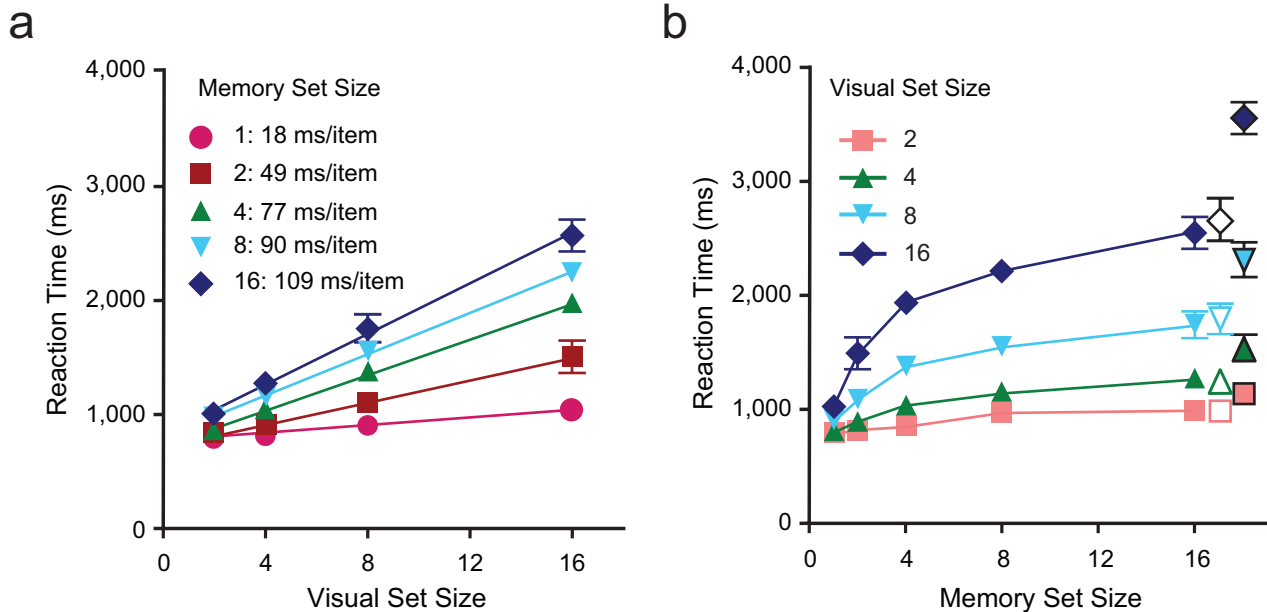 a
4,000
3,000
2,000
1,000
0
Reaction Time (ms)
Memory Set Size
1: 18 ms/item
2: 49 ms/item
4: 77 ms/item
8: 90 ms/item
16: 109 ms/item
0 4 8 12 16
Visual Set Size
b
4,000
3,000
2,000
1,000
0
Reaction Time (ms)
Visual Set Size
2
4
8
16
0 4 8 12 16
Memory Set Size